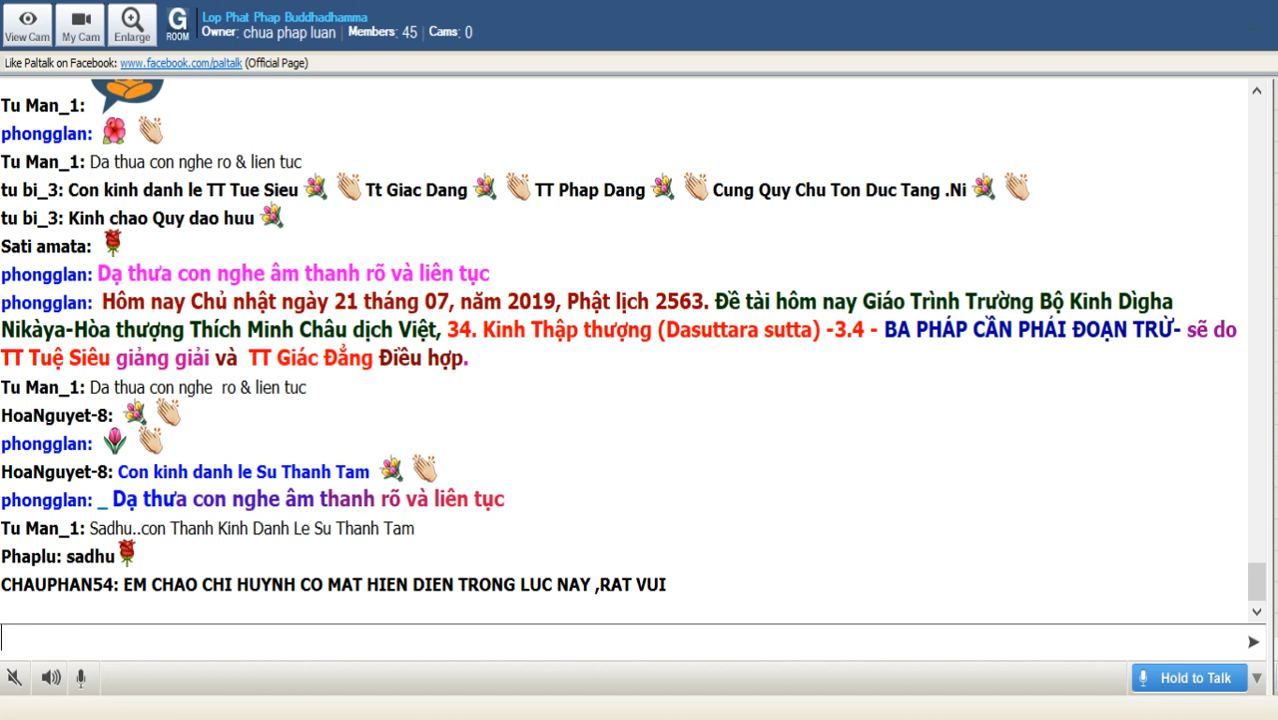 Lop Phat Phap Buddhadhamma
View Cam My Cam Enlarge G ROOM Owner: chua phap luan | Members: 45 | Cams: 0
Like Paltalk on Facebook: www.facebook.com/paltalk (Official Page)
Tu Man_1:
phongglan:
Tu Man_1: Da thua con nghe ro & lien tuc
tu bi_3: Con kinh danh le TT Tue Sieu Tt Giac Dang TT Phap Dang Cung Quy Chu Ton Duc Tang .Ni
tu bi_3: Kinh chao Quy dao huu
Sati amata:
phongglan: Dạ thưa con nghe âm thanh rõ và liên tục
phongglan: Hôm nay Chủ nhật ngày 21 tháng 07, năm 2019, Phật lịch 2563. Đề tài hôm nay Giáo Trình Trường Bộ Kinh Dìgha
Nikàya-Hòa thượng Thích Minh Châu dịch Việt, 34. Kinh Thập thượng (Dasuttara sutta) -3.4 - BA PHÁP CẦN PHÁI ĐOẠN TRỪ- sẽ do
TT Tuệ Siêu giảng giải và TT Giác Đẳng Điều hợp.
Tu Man_1: Da thua con nghe ro & lien tuc
HoaNguyet-8:
phongglan:
HoaNguyet-8: Con kinh danh le Su Thanh Tam
phongglan: _ Dạ thưa con nghe âm thanh rõ và liên tục
Tu Man_1: Sadhu..con Thanh Kinh Danh Le Su Thanh Tam
Phaplu: sadhu
CHAUPHAN54: EM CHAO CHI HUYNH CO MAT HIEN DIEN TRONG LUC NAY ,RAT VUI
Hold to Talk